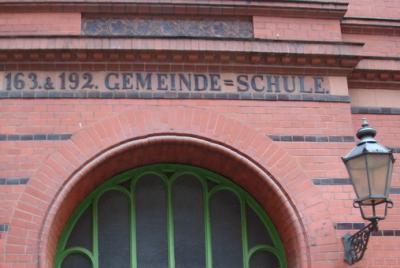 163.& 192. GEMEINDE=SCHULE.